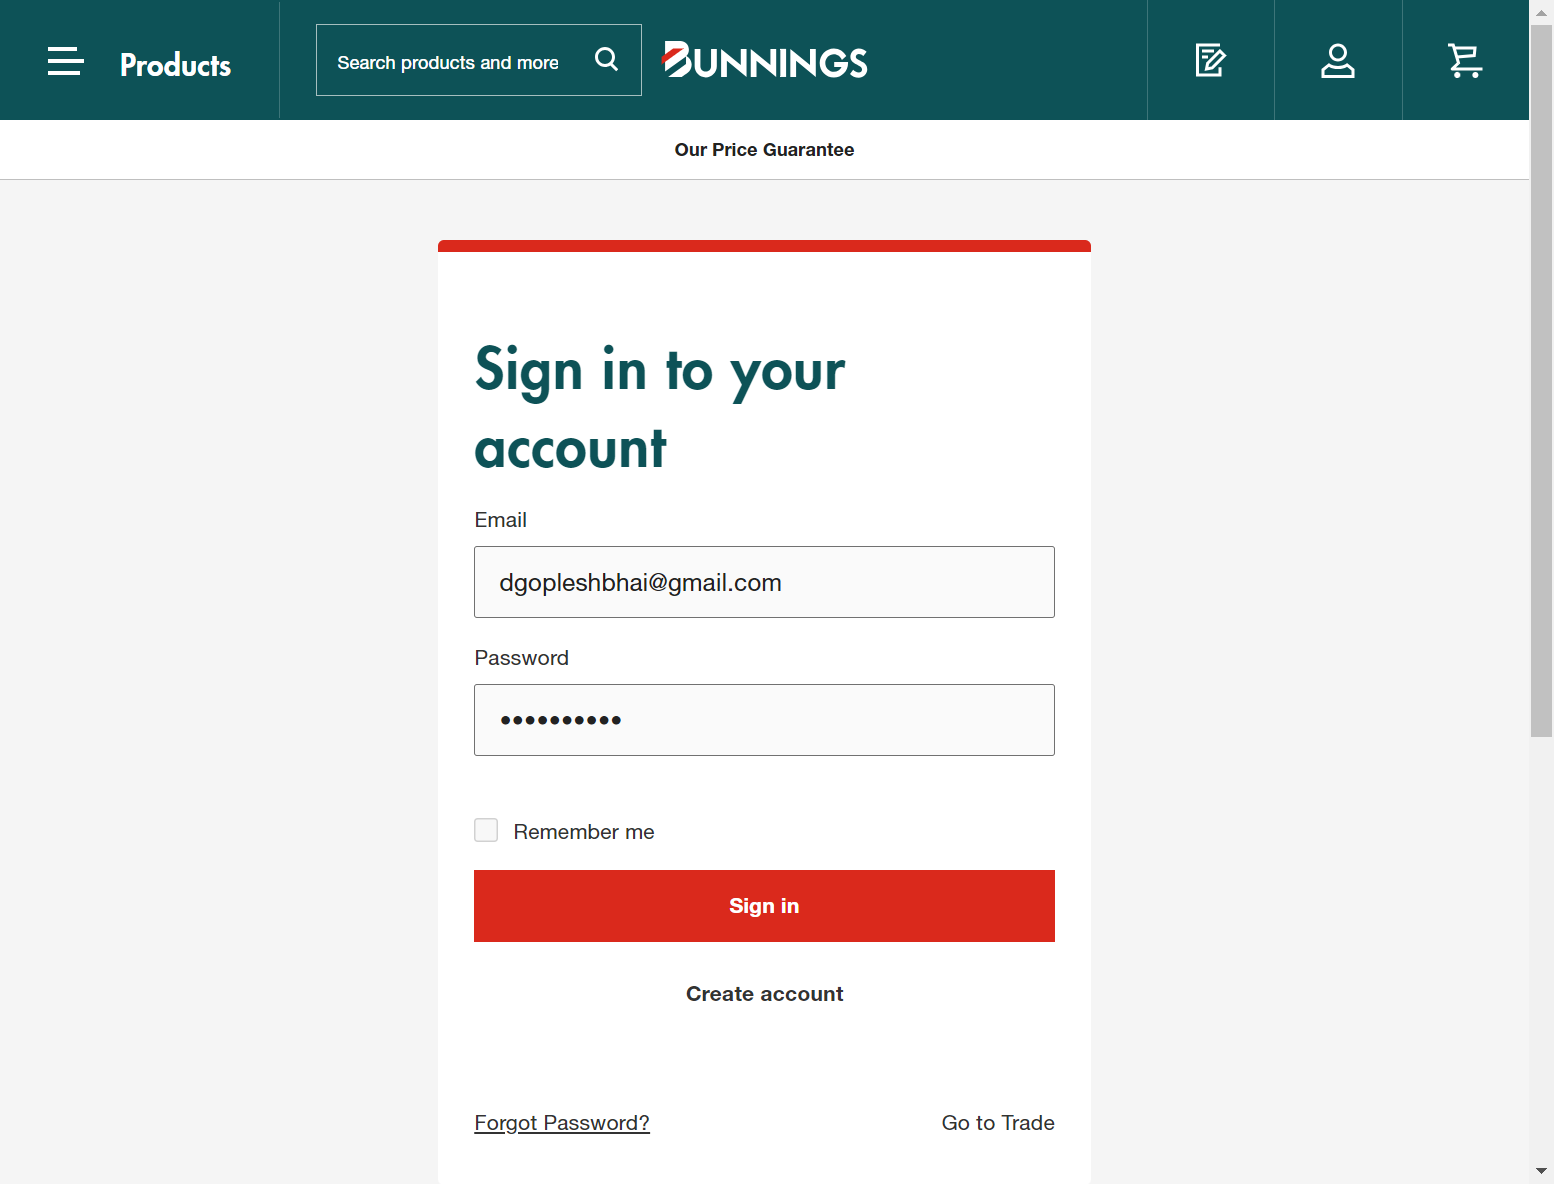 Products
Search products and more
BUNNINGS
Our Price Guarantee
Sign in to your
account
Email
dgopleshbhai@gmail.com
Password
••••••••••
Remember me
Sign in
Create account
Forgot Password?
Go to Trade